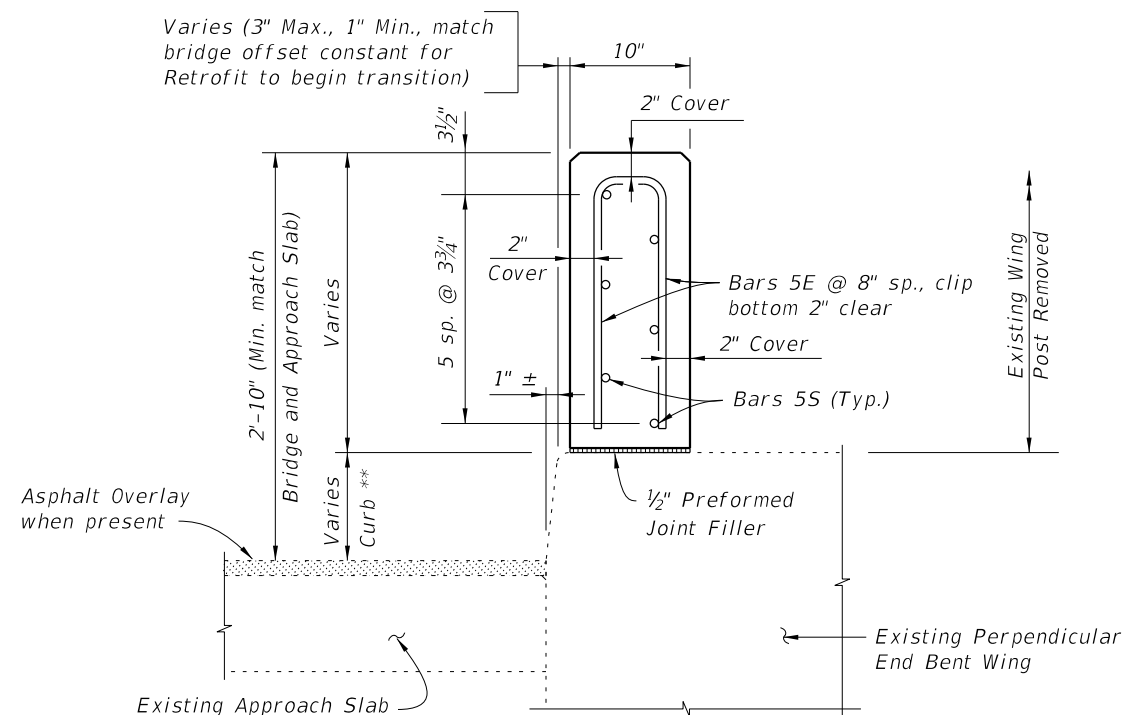 Varies (3" Max., 1" Min., match
bridge offset constant for
Retrofit to begin transition)
10"
2" Cover
3½"
2'-10" (Min. match
Bridge and Approach Slab)
Varies
5 sp. @ 3¾"
2"
Cover
Existing Wing
Post Removed
Bars 5E @ 8" sp., clip
bottom 2" clear
2" Cover
1" ±
Bars 5S (Typ.)
Varies
Curb **
½" Preformed
Joint Filler
Asphalt Overlay
when present
Existing Perpendicular
End Bent Wing
Existing Approach Slab